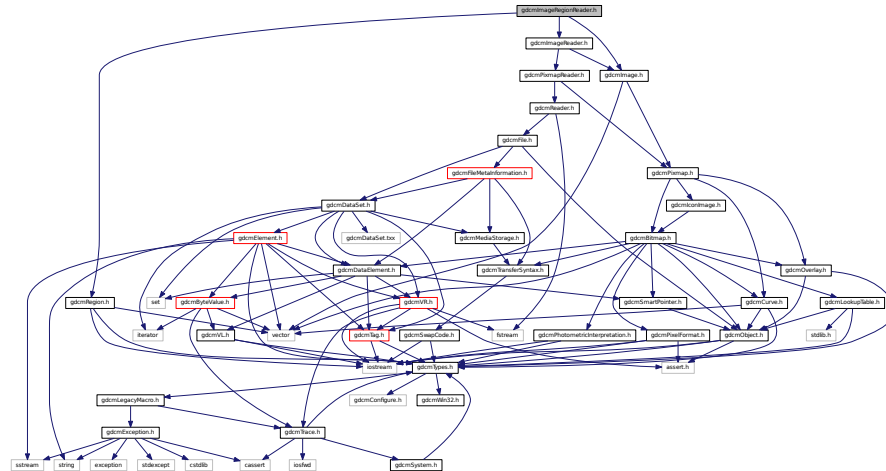 gdcmImageRegionReader.h
gdcmImageReader.h
gdcmPixmapReader.h
gdcmImage.h
gdcmReader.h
gdcmFile.h
gdcmFileMetaInformation.h
gdcmPixmap.h
gdcmDataSet.h
gdcmIconImage.h
gdcmElement.h
gdcmDataSet.txx
gdcmMediaStorage.h
gdcmBitmap.h
gdcmDataElement.h
gdcmTransferSyntax.h
gdcmOverlay.h
gdcmRegion.h
set
gdcmByteValue.h
gdcmVR.h
gdcmSmartPointer.h
gdcmCurve.h
gdcmLookupTable.h
iterator
gdcmVL.h
vector
gdcmTag.h
gdcmSwapCode.h
fstream
gdcmPhotometricInterpretation.h
gdcmPixelFormat.h
gdcmObject.h
stdlib.h
iostream
gdcmTypes.h
assert.h
gdcmLegacyMacro.h
gdcmConfigure.h
gdcmWin32.h
gdcmException.h
gdcmTrace.h
sstream
string
exception
stdexcept
cstdlib
cassert
iosfwd
gdcmSystem.h